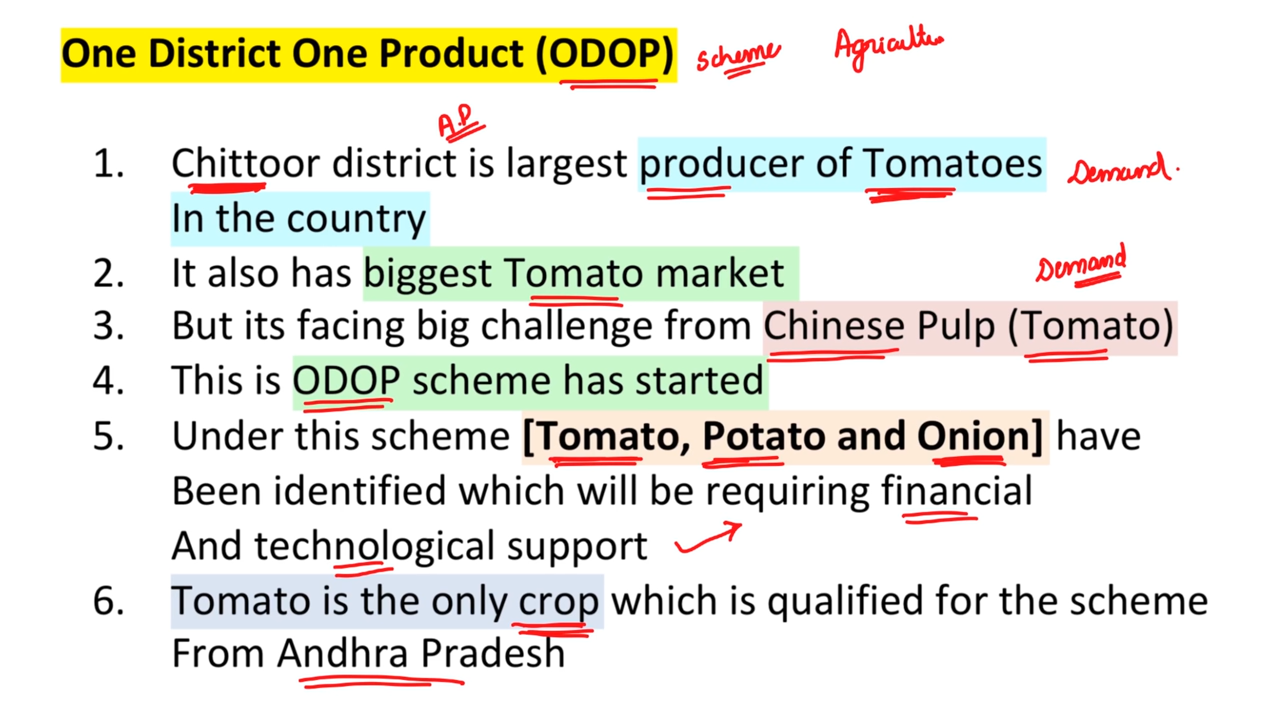 One District One Product (ODOP) scheme Agricultu
A.P
1. Chittoor district is largest producer of Tomatoes Demand.
In the country
2. It also has biggest Tomato market Demand
3. But its facing big challenge from Chinese Pulp (Tomato)
4. This is ODOP scheme has started
5. Under this scheme [Tomato, Potato and Onion] have
Been identified which will be requiring financial
And technological support
6. Tomato is the only crop which is qualified for the scheme
From Andhra Pradesh